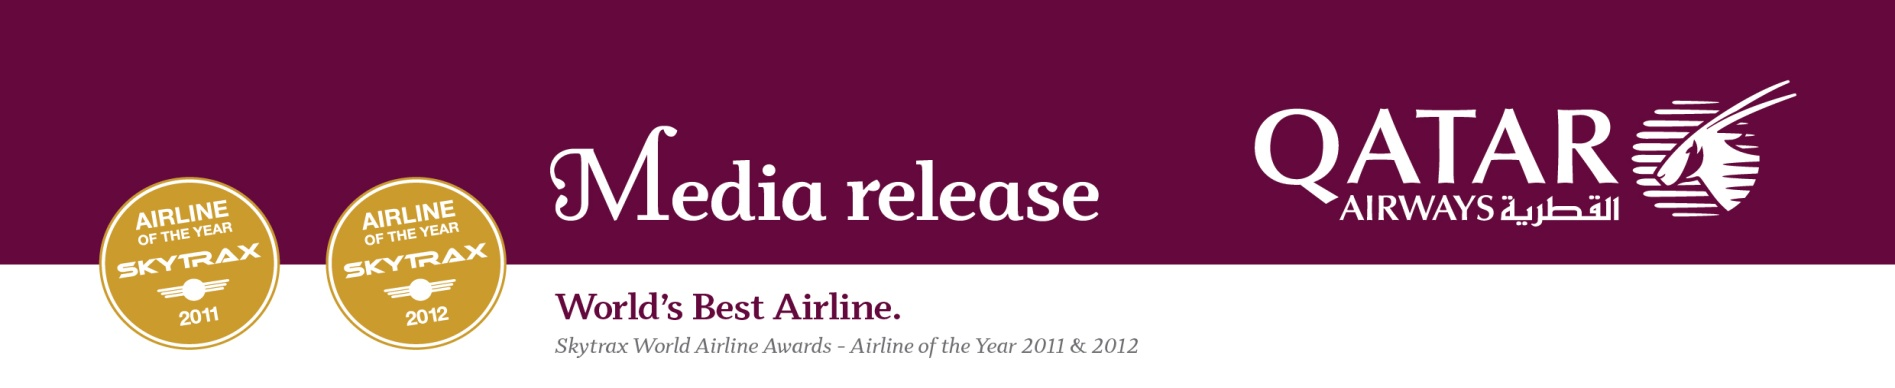 Media release
QATAR
AIRWAYS القطرية
AIRLINE
OF THE YEAR
SKYTRAX
2011
AIRLINE
OF THE YEAR
SKYTRAX
2012
World's Best Airline.
Skytrax World Airline Awards - Airline of the Year 2011 & 2012